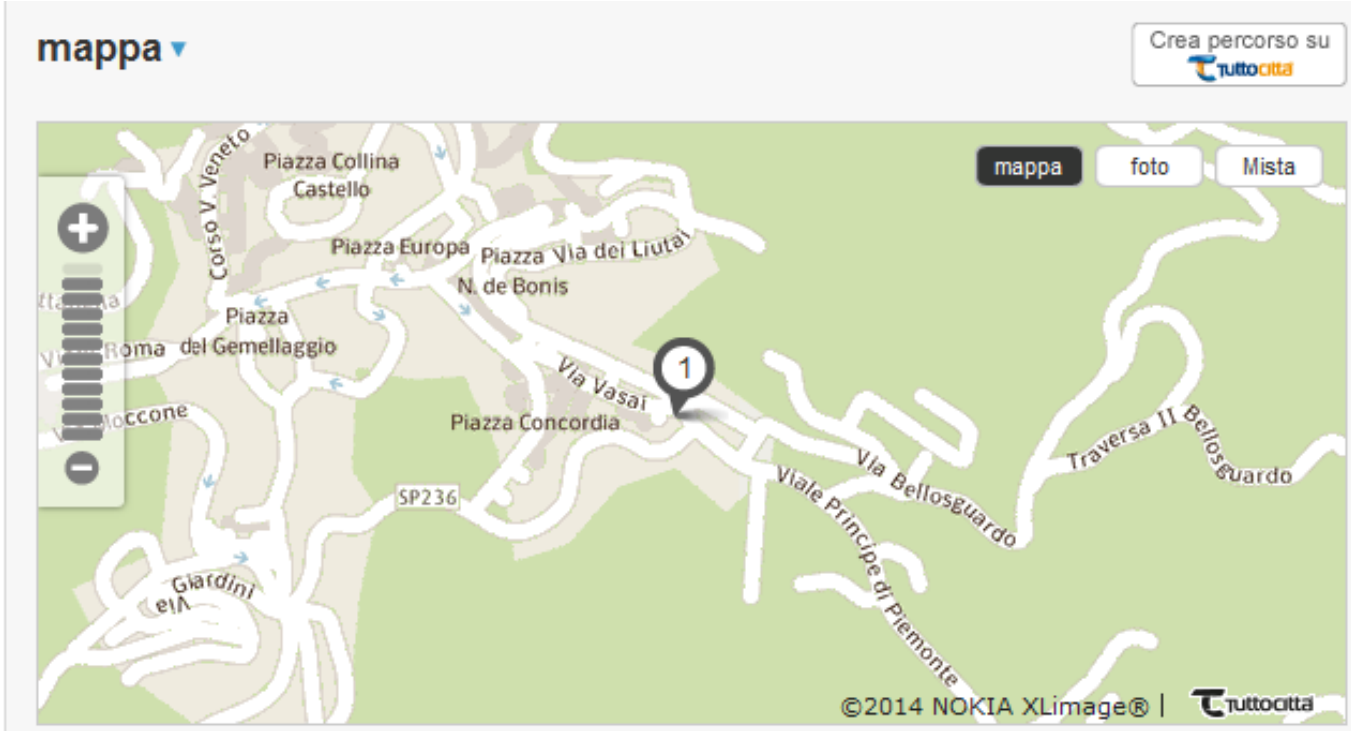 mappa
Crea percorso su
TUTTOCITTÀ
mappa
foto
Mista
Corso V. Veneto
Piazza Collina
Castello
Piazza Europa
Piazza
N. de Bonis
Via dei Liutai
Piazza
del Gemellaggio
Roma
Moccone
1
Via Vasai
Piazza Concordia
SP236
Via Bellosguardo
Traversa II Bellosguardo
Viale Principe di Piemonte
Via Giardini
©2014 NOKIA XLimage® |
TUTTOCITTÀ